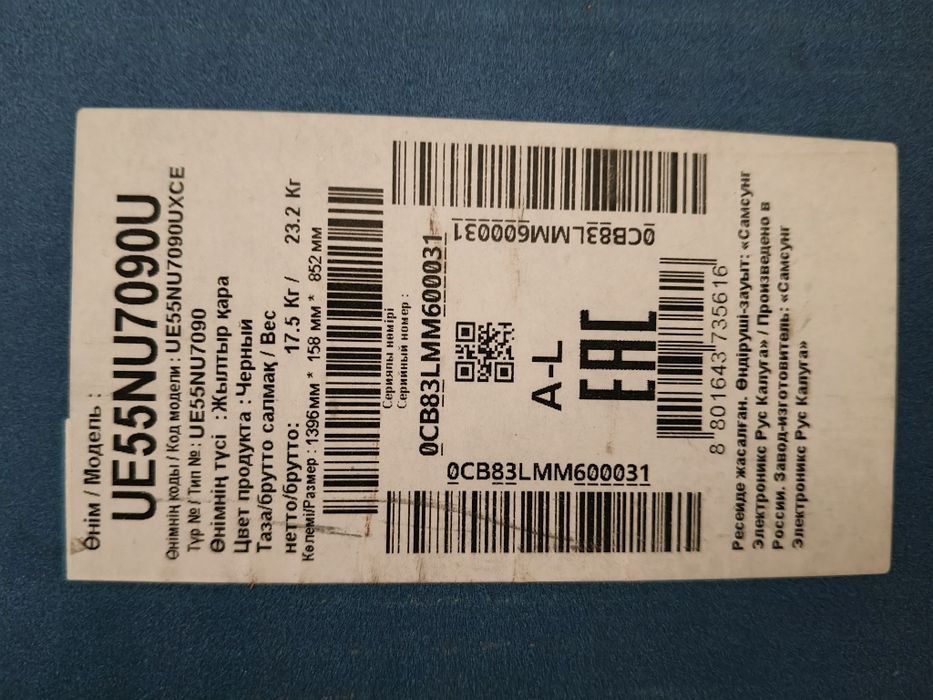 Өнім / Модель :
UE55NU7090U
Өнімнің коды / Код модели : UE55NU7090UXCE
Түр № / Тип № : UE55NU7090
Өнімнің түсі : Жылтыр қара
Цвет продукта : Черный
Таза/брутто салмақ / Вес
нетто/брутто: 17.5 Кг / 23.2 Кг
Көлемі/Размер : 1396мм * 158 мм * 852мм
Сериялы нөмірі
Серийный номер :
0CB83LMM600031
0CB83LMM600031
0CB83LMM600031
A-L
EAC
8 801643 735616
Ресейде жасалған. Өндіруші-зауыт: «Самсунг
Электроникс Рус Калуга» / Произведено в
России. Завод-изготовитель: «Самсунг
Электроникс Рус Калуга»